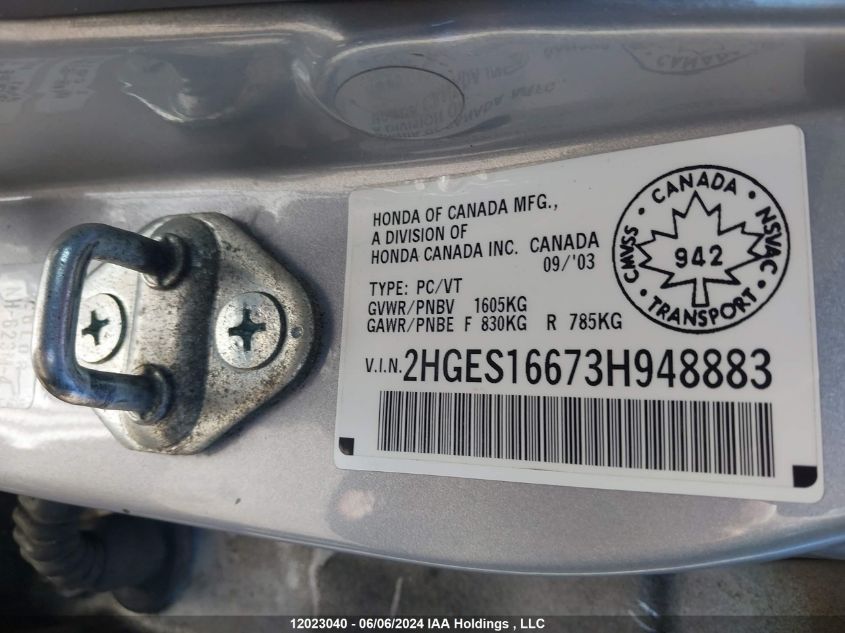 HONDA OF CANADA MFG.,
A DIVISION OF
HONDA CANADA INC. CANADA
09/'03
TYPE: PC/VT
GVWR/PNBV 1605KG
GAWR/PNBE F 830KG R 785KG
V.I.N. 2HGES16673H948883
CANADA
CMVSS • NSVAC
942
TRANSPORT
12023040 - 06/06/2024 IAA Holdings , LLC